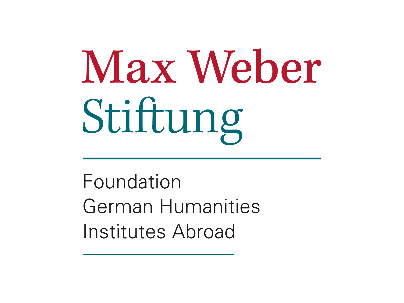 Max Weber
Stiftung
Foundation
German Humanities
Institutes Abroad